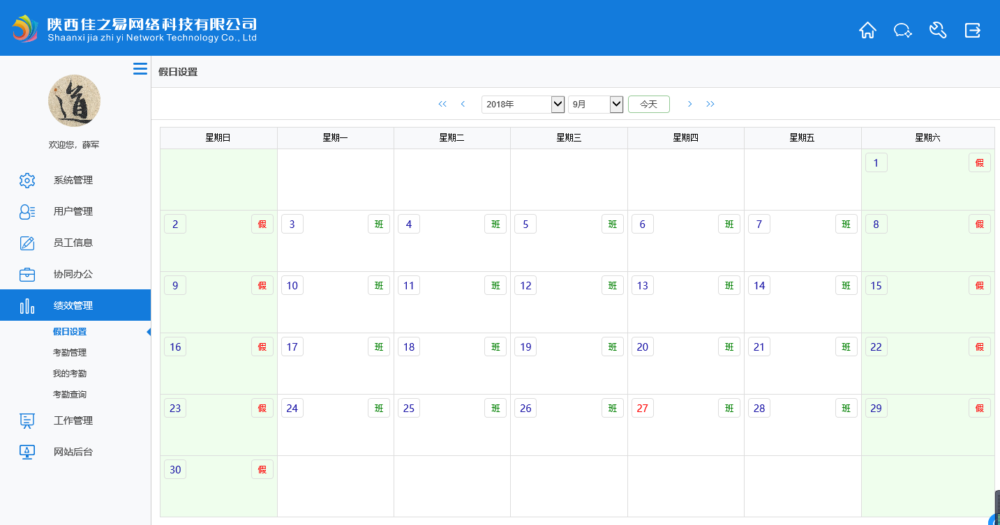 陕西佳之易网络科技有限公司
Shaanxi jia zhi yi Network Technology Co., Ltd
道
欢迎您，薛军
系统管理
用户管理
员工信息
协同办公
绩效管理
假日设置
考勤管理
我的考勤
考勤查询
工作管理
网站后台
假日设置
2018年 9月 今天
星期日 星期一 星期二 星期三 星期四 星期五 星期六
1 假
2 假 3 班 4 班 5 班 6 班 7 班 8 假
9 假 10 班 11 班 12 班 13 班 14 班 15 假
16 假 17 班 18 班 19 班 20 班 21 班 22 假
23 假 24 班 25 班 26 班 27 班 28 班 29 假
30 假